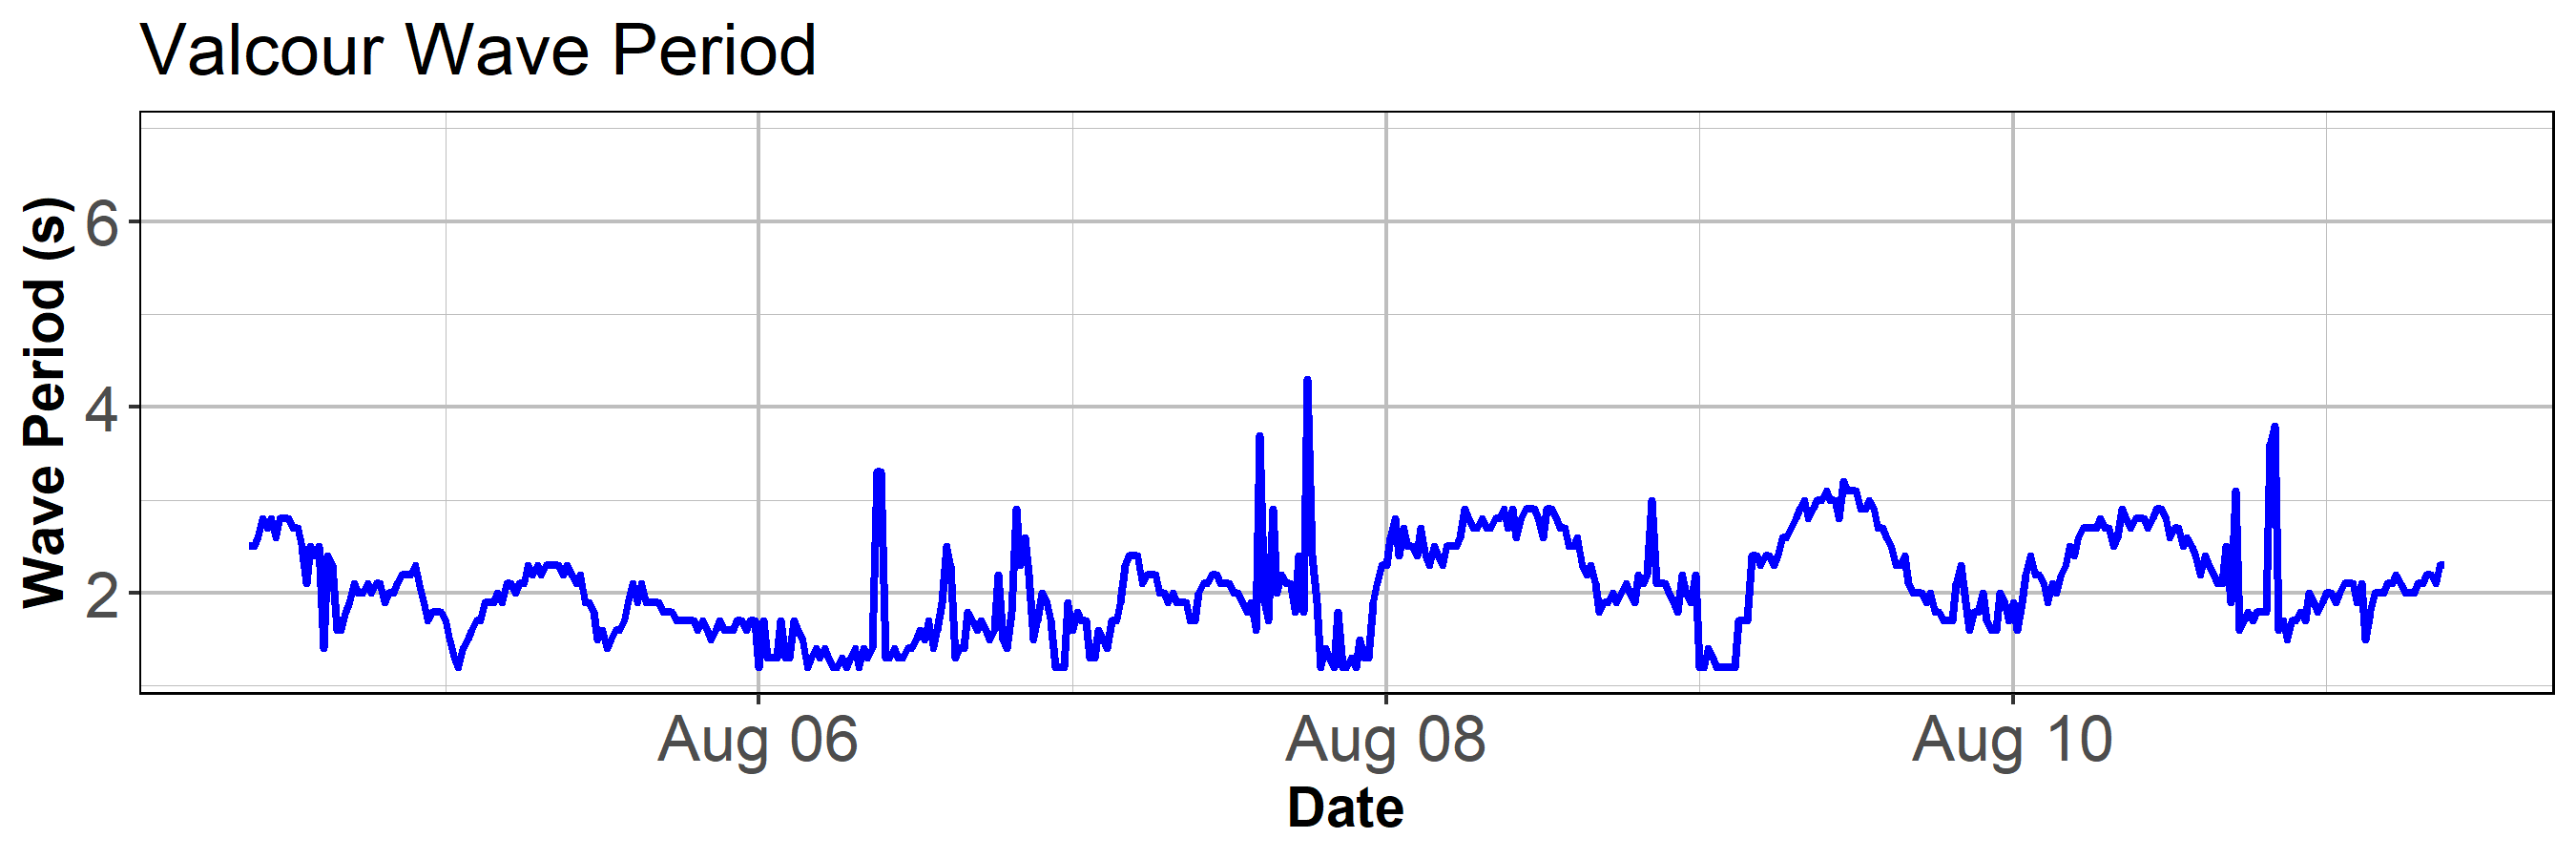 Valcour Wave Period
Wave Period (s)
6
4
2
Aug 06
Aug 08
Aug 10
Date